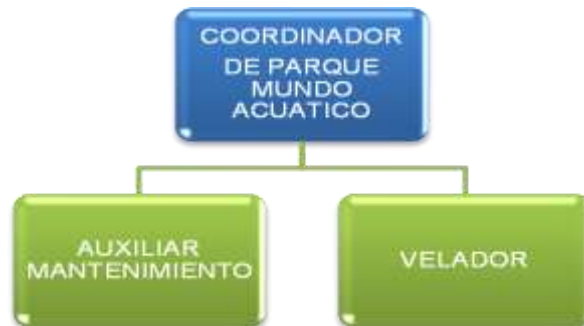 COORDINADOR
DE PARQUE
MUNDO
ACUATICO
AUXILIAR
MANTENIMIENTO
VELADOR